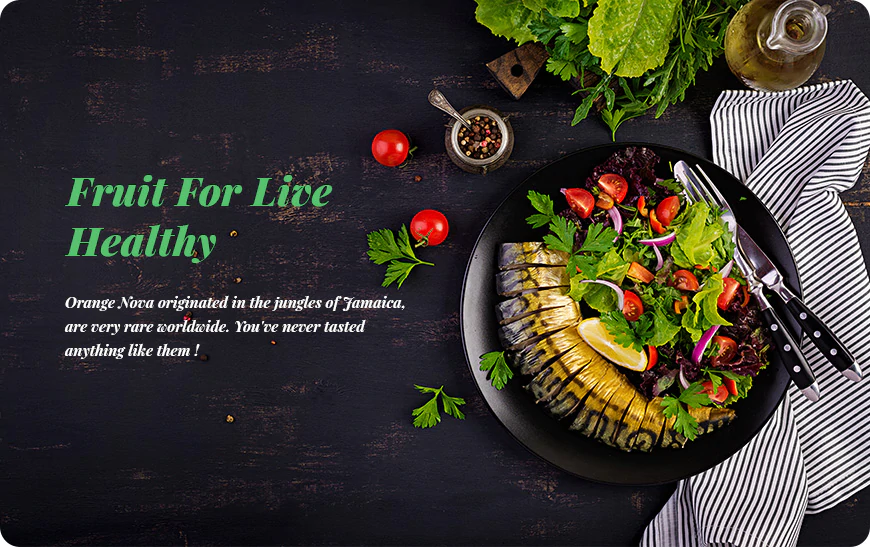 Fruit For Live
Healthy
Orange Nova originated in the jungles of Jamaica,
are very rare worldwide. You've never tasted
anything like them !